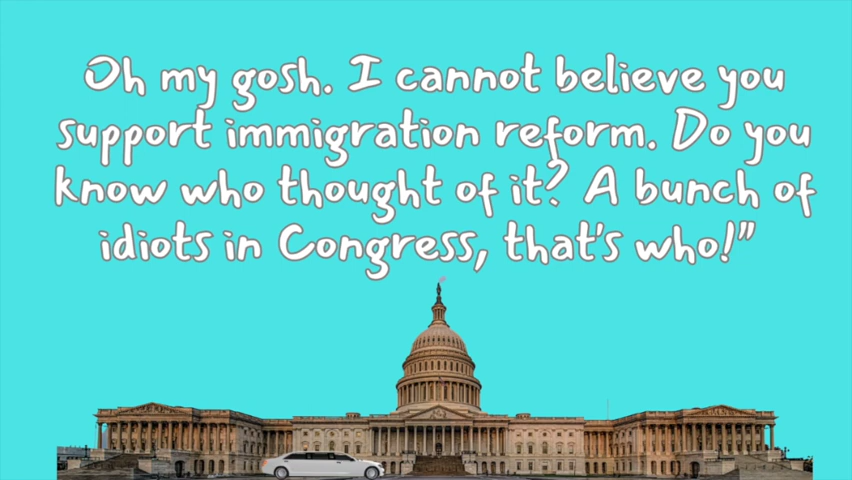 Oh my gosh. I cannot believe you
support immigration reform. Do you
know who thought of it? A bunch of
idiots in Congress, that's who!"